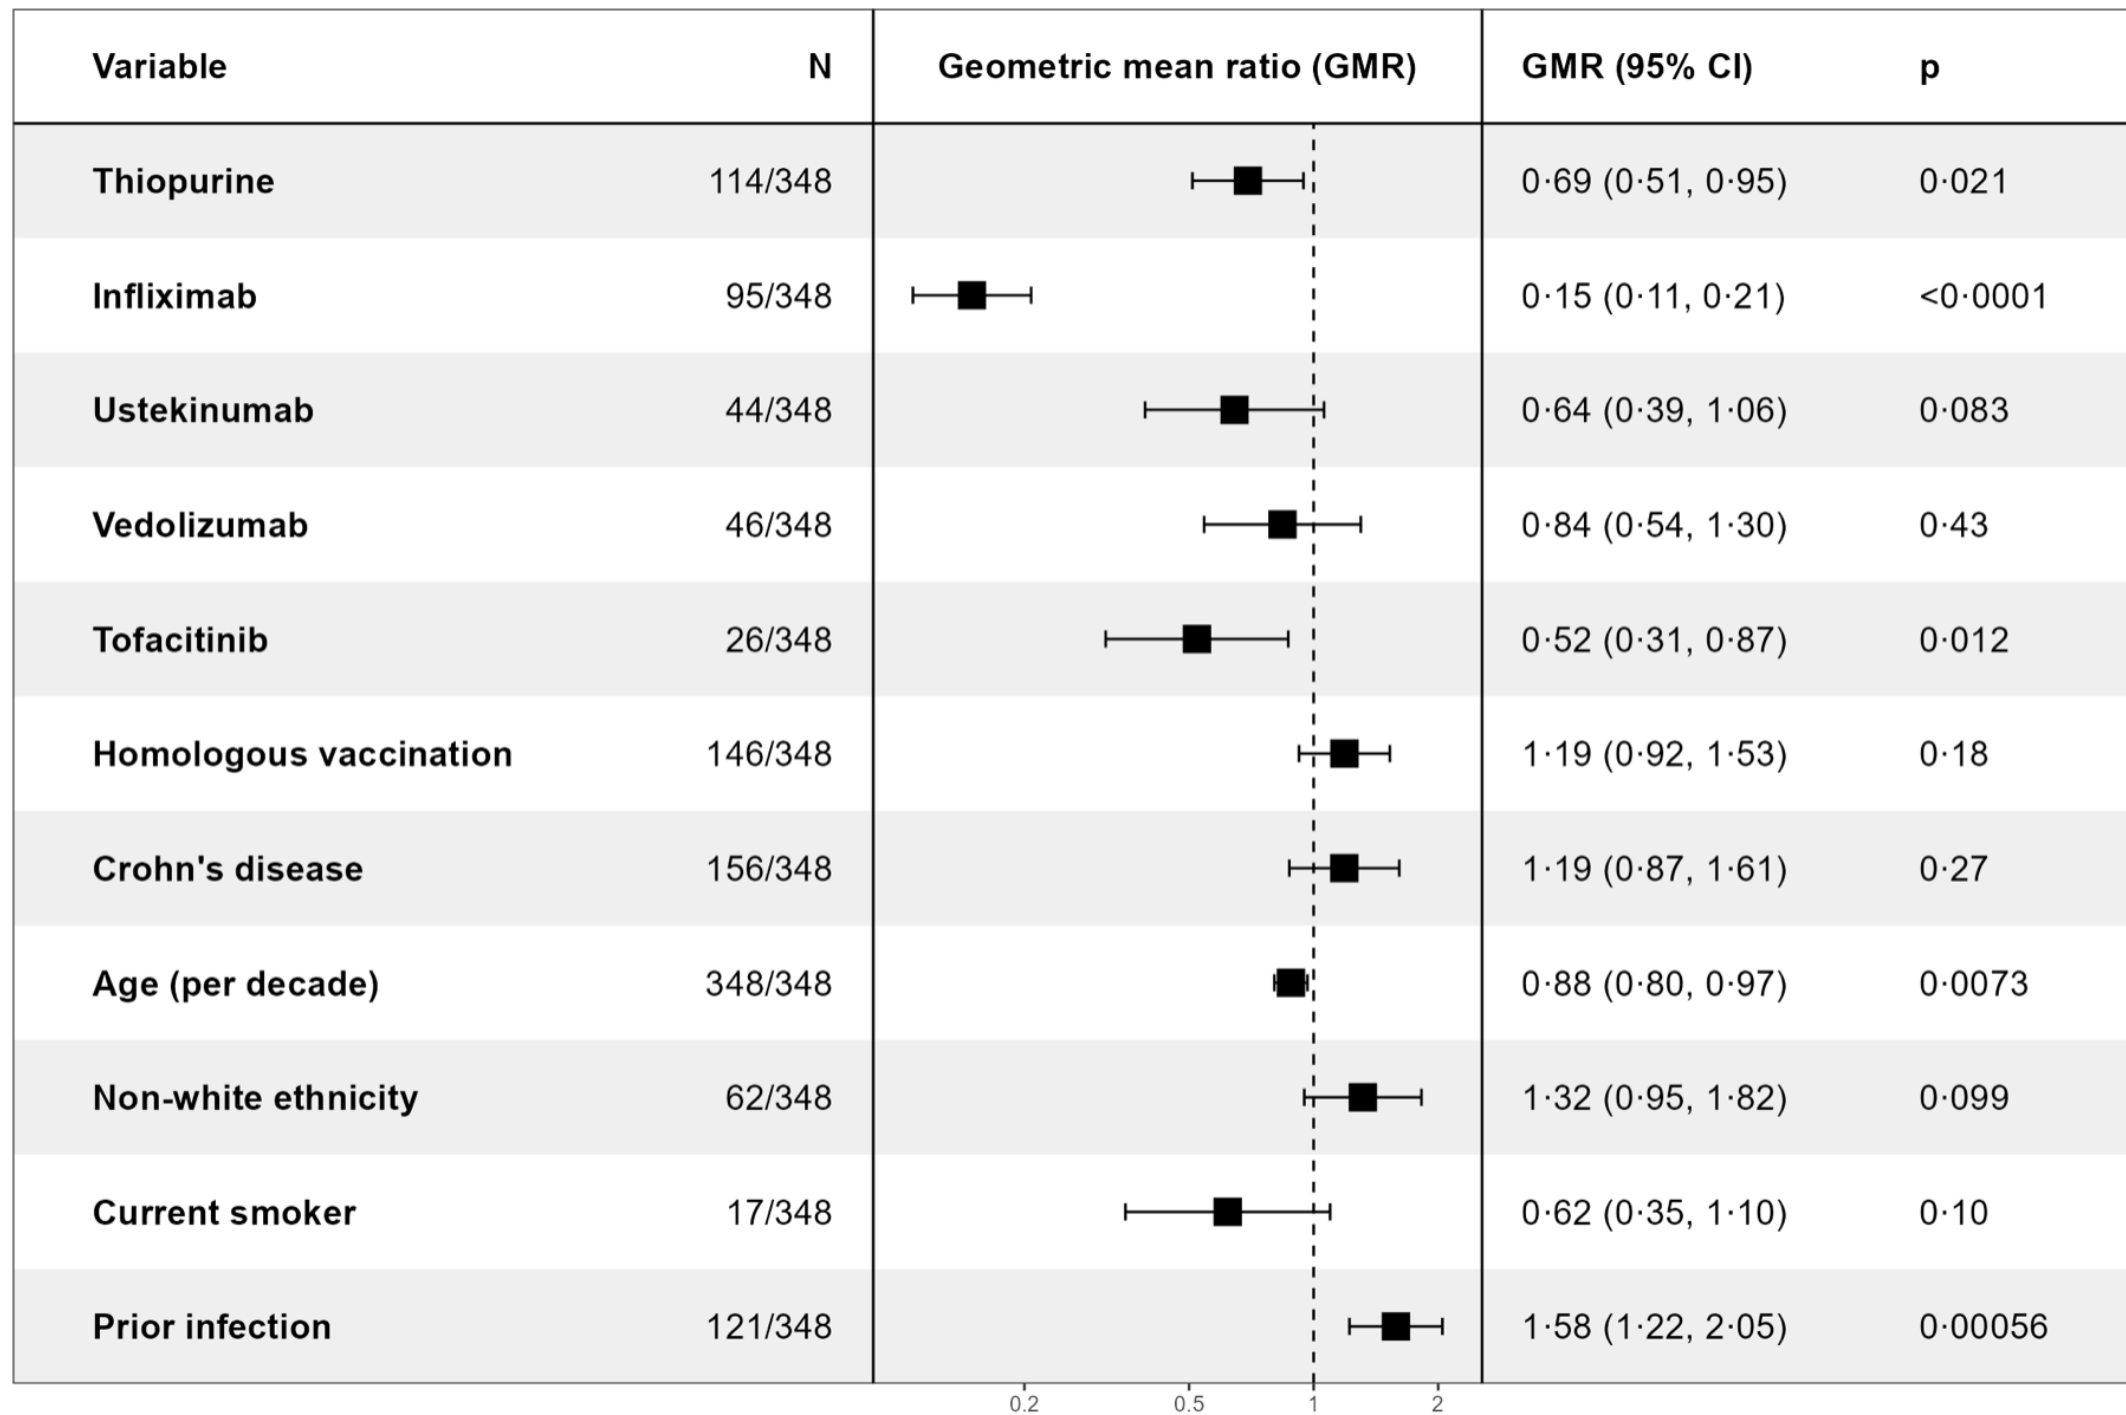 Variable N Geometric mean ratio (GMR) GMR (95% CI) p
Thiopurine 114/348 0·69 (0·51, 0·95) 0·021
Infliximab 95/348 0·15 (0·11, 0·21) <0·0001
Ustekinumab 44/348 0·64 (0·39, 1·06) 0·083
Vedolizumab 46/348 0·84 (0·54, 1·30) 0·43
Tofacitinib 26/348 0·52 (0·31, 0·87) 0·012
Homologous vaccination 146/348 1·19 (0·92, 1·53) 0·18
Crohn's disease 156/348 1·19 (0·87, 1·61) 0·27
Age (per decade) 348/348 0·88 (0·80, 0·97) 0·0073
Non-white ethnicity 62/348 1·32 (0·95, 1·82) 0·099
Current smoker 17/348 0·62 (0·35, 1·10) 0·10
Prior infection 121/348 1·58 (1·22, 2·05) 0·00056
0.2 0.5 1 2